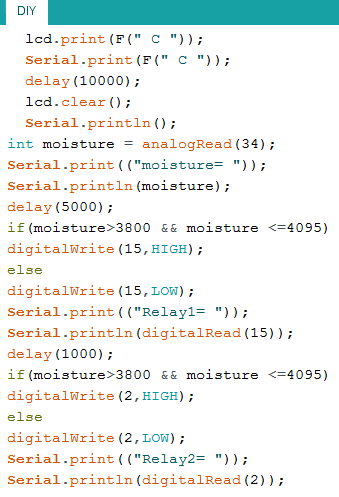 DIY
lcd.print(F(" C "));
Serial.print(F(" C "));
delay(10000);
lcd.clear();
Serial.println();
int moisture = analogRead(34);
Serial.print(("moisture= "));
Serial.println(moisture);
delay(5000);
if(moisture>3800 && moisture <=4095)
digitalWrite(15,HIGH);
else
digitalWrite(15,LOW);
Serial.print(("Relay1= "));
Serial.println(digitalRead(15));
delay(1000);
if(moisture>3800 && moisture <=4095)
digitalWrite(2,HIGH);
else
digitalWrite(2,LOW);
Serial.print(("Relay2= "));
Serial.println(digitalRead(2));